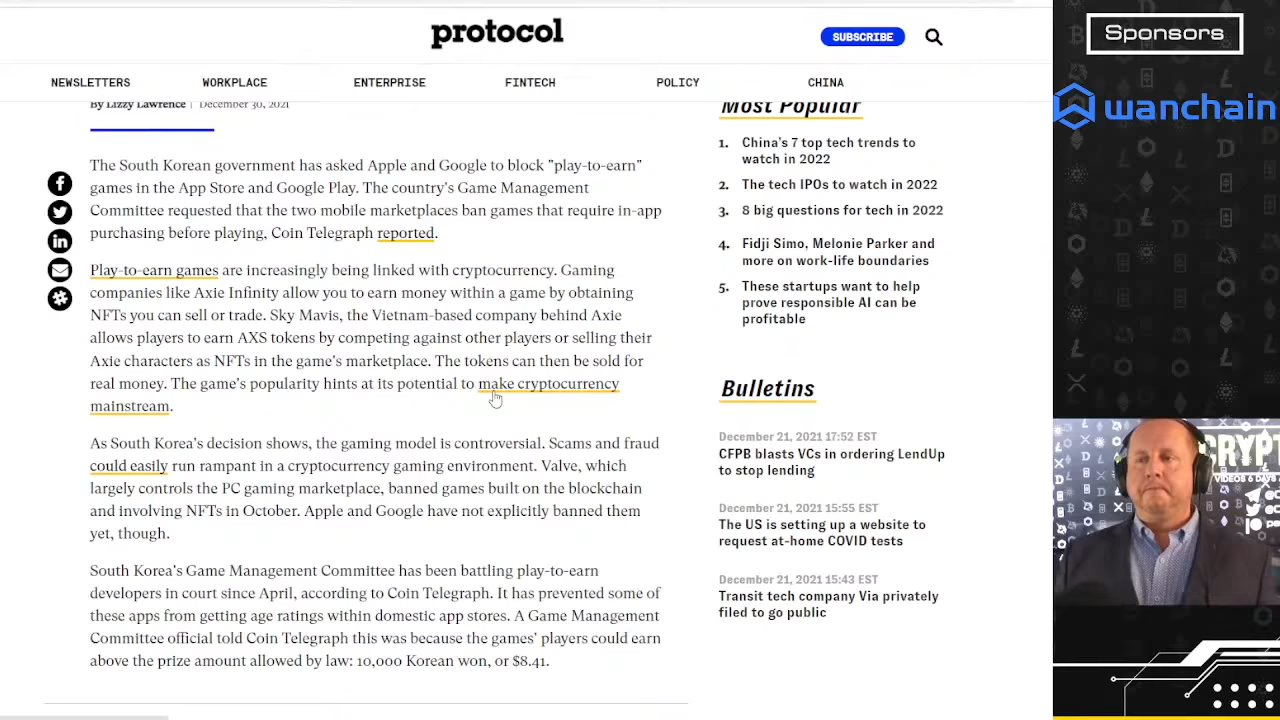 protocol
SUBSCRIBE
NEWSLETTERS
WORKPLACE
ENTERPRISE
FINTECH
POLICY
CHINA
By Lizzy Lawrence | December 30, 2021
The South Korean government has asked Apple and Google to block "play-to-earn"
games in the App Store and Google Play. The country's Game Management
Committee requested that the two mobile marketplaces ban games that require in-app
purchasing before playing, Coin Telegraph reported.
Play-to-earn games are increasingly being linked with cryptocurrency. Gaming
companies like Axie Infinity allow you to earn money within a game by obtaining
NFTs you can sell or trade. Sky Mavis, the Vietnam-based company behind Axie
allows players to earn AXS tokens by competing against other players or selling their
Axie characters as NFTs in the game's marketplace. The tokens can then be sold for
real money. The game's popularity hints at its potential to make cryptocurrency
mainstream.
As South Korea's decision shows, the gaming model is controversial. Scams and fraud
could easily run rampant in a cryptocurrency gaming environment. Valve, which
largely controls the PC gaming marketplace, banned games built on the blockchain
and involving NFTs in October. Apple and Google have not explicitly banned them
yet, though.
South Korea's Game Management Committee has been battling play-to-earn
developers in court since April, according to Coin Telegraph. It has prevented some of
these apps from getting age ratings within domestic app stores. A Game Management
Committee official told Coin Telegraph this was because the games' players could earn
above the prize amount allowed by law: 10,000 Korean won, or $8.41.
Most Popular
1. China's 7 top tech trends to
watch in 2022
2. The tech IPOs to watch in 2022
3. 8 big questions for tech in 2022
4. Fidji Simo, Melonie Parker and
more on work-life boundaries
5. These startups want to help
prove responsible AI can be
profitable
Bulletins
December 21, 2021 17:52 EST
CFPB blasts VCs in ordering LendUp
to stop lending
December 21, 2021 15:55 EST
The US is setting up a website to
request at-home COVID tests
December 21, 2021 15:43 EST
Transit tech company Via privately
filed to go public
Sponsors
wanchain
CRYPT
VIDEOS 6 DAYS A